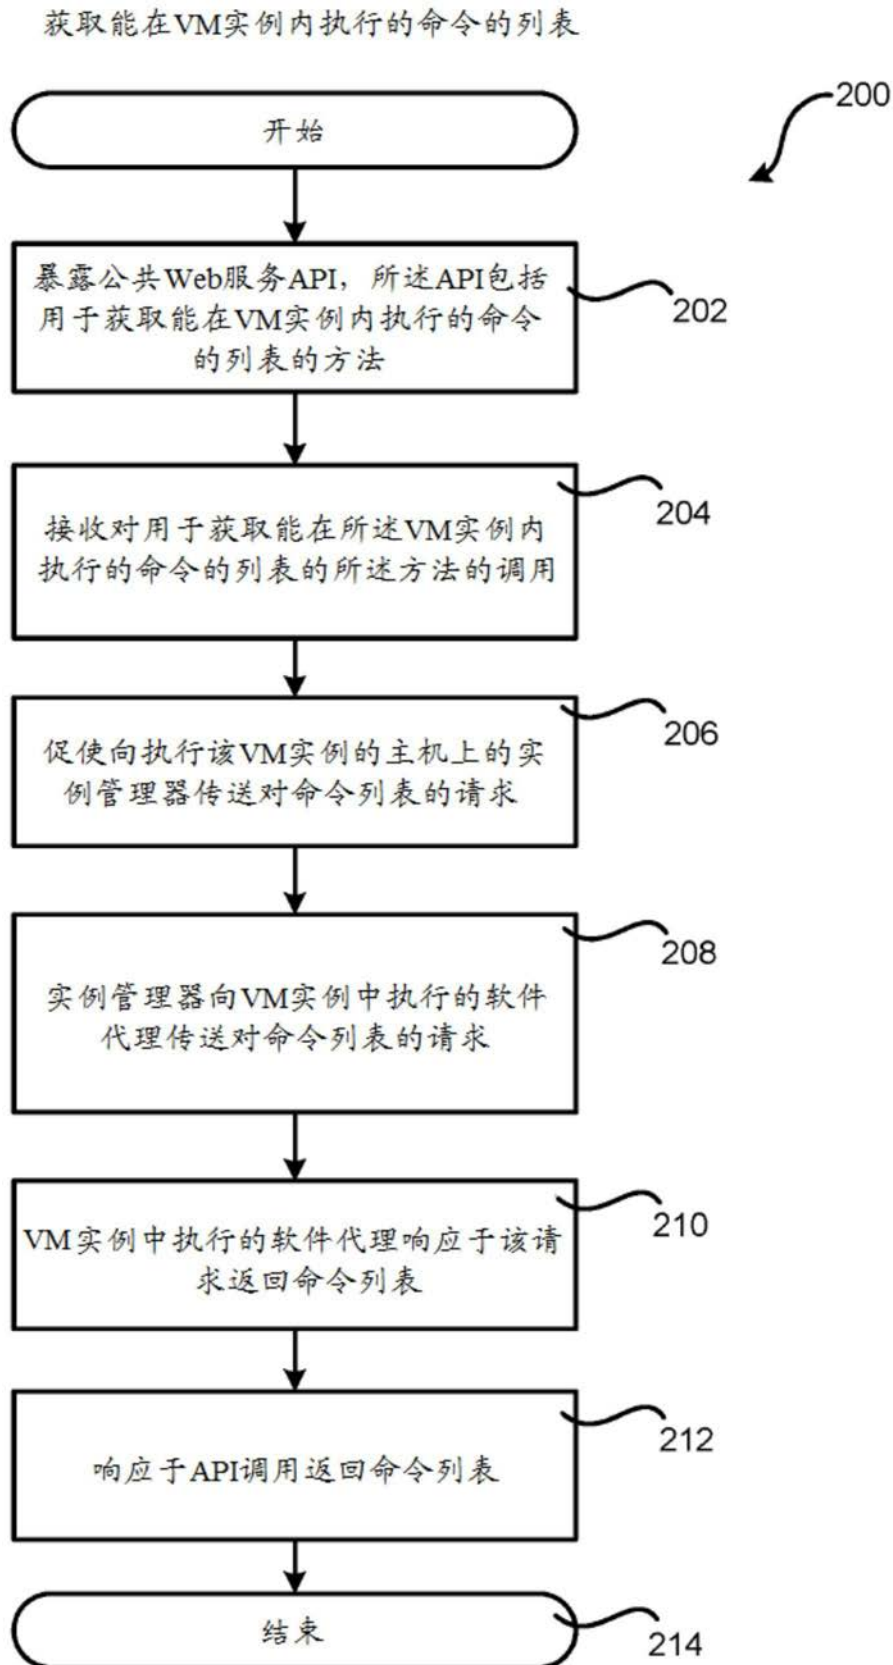 获取能在VM实例内执行的命令的列表
200
开始
暴露公共Web服务API，所述API包括
用于获取能在VM实例内执行的命令
的列表的方法
202
接收对用于获取能在所述VM实例内
执行的命令的列表的所述方法的调用
204
促使向执行该VM实例的主机上的实
例管理器传送对命令列表的请求
206
实例管理器向VM实例中执行的软件
代理传送对命令列表的请求
208
VM实例中执行的软件代理响应于该请
求返回命令列表
210
响应于API调用返回命令列表
212
结束
214